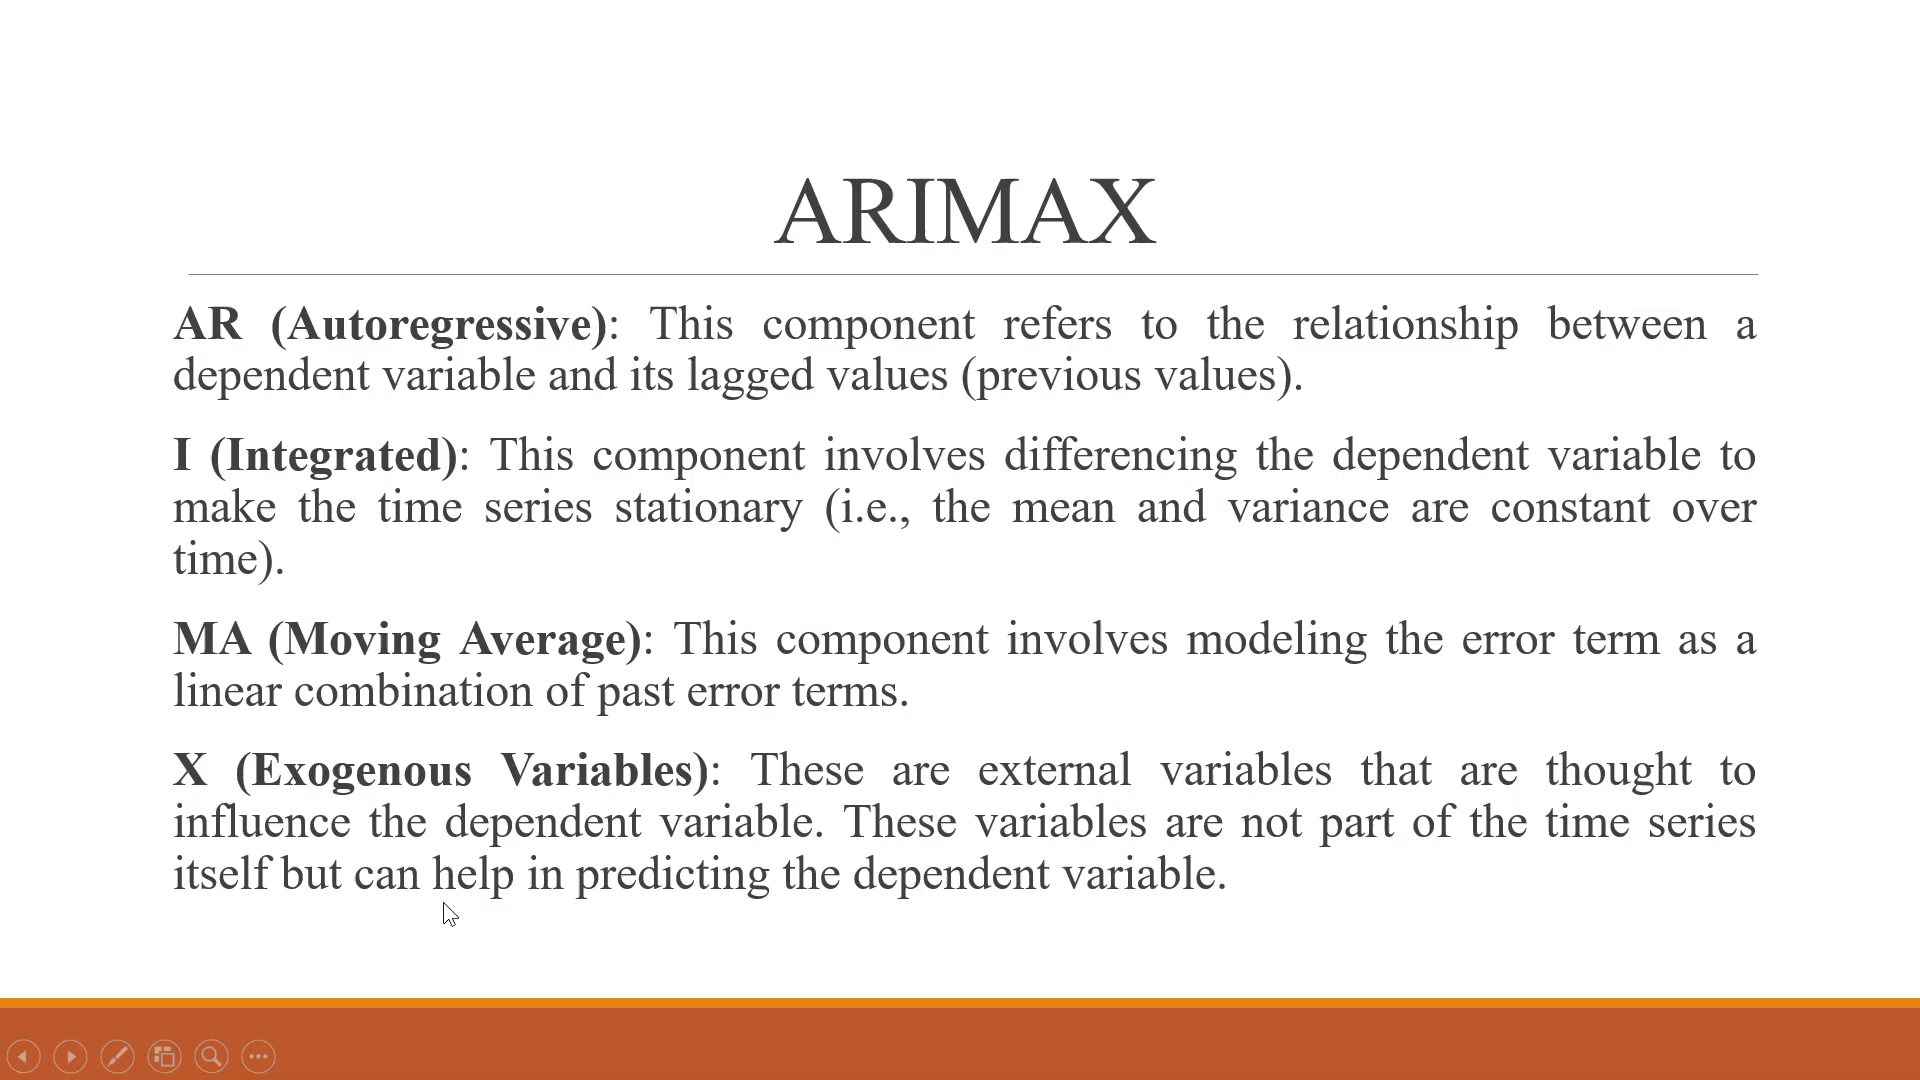 ARIMAX
AR (Autoregressive): This component refers to the relationship between a
dependent variable and its lagged values (previous values).
I (Integrated): This component involves differencing the dependent variable to
make the time series stationary (i.e., the mean and variance are constant over
time).
MA (Moving Average): This component involves modeling the error term as a
linear combination of past error terms.
X (Exogenous Variables): These are external variables that are thought to
influence the dependent variable. These variables are not part of the time series
itself but can help in predicting the dependent variable.